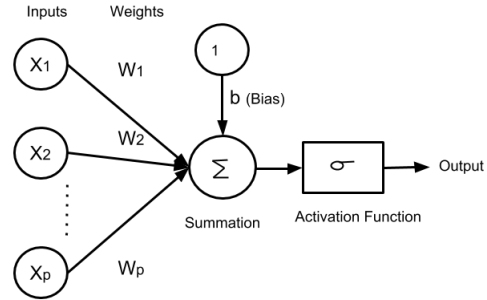 Inputs Weights
1
X1
W1
b (Bias)
W2
X2
Σ
σ
Output
Summation
Activation Function
Wp
Xp